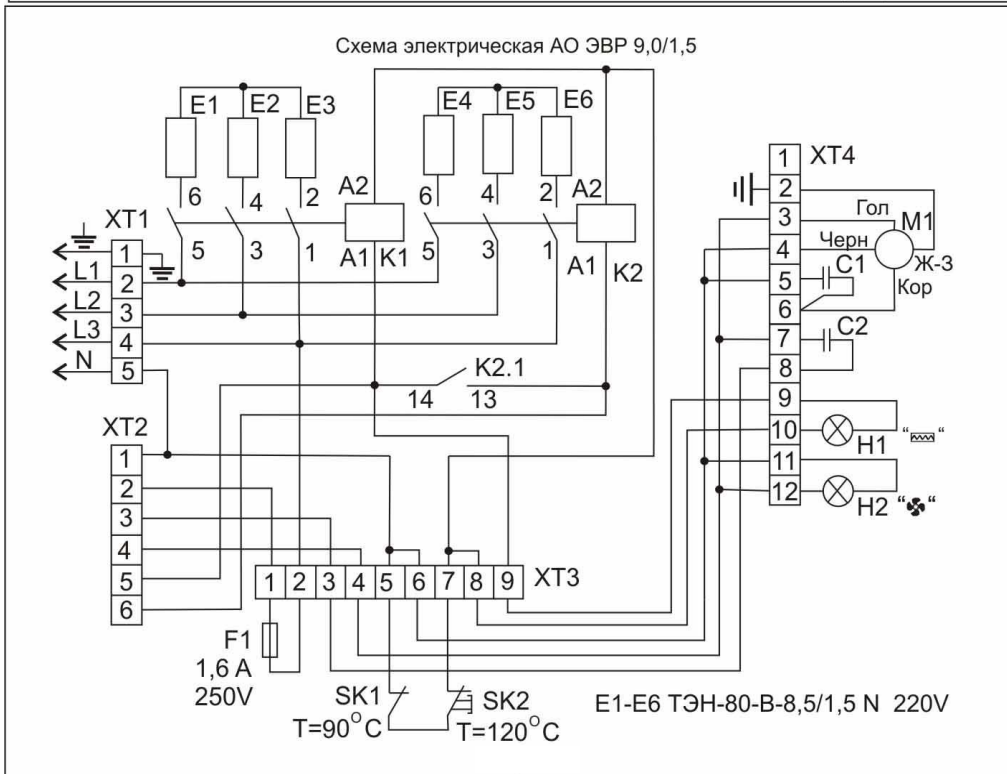 Схема электрическая АО ЭВР 9,0/1,5
E1 E2 E3 E4 E5 E6
6 4 2 A2 6 4 2 A2
5 3 1 A1 K1 5 3 1 A1 K2
XT1
1
L1 2
L2 3
L3 4
N 5
K2.1
14 13
XT2
1
2
3
4
5
6
1 2 3 4 5 6 7 8 9 XT3
F1
1,6 A
250V
SK1
T=90°C
SK2
T=120°C
XT4
1
2
3
4
5
6
7
8
9
10
11
12
Гол
M1
Черн
Ж-З
C1
Кор
C2
H1 “ “
H2 “ “
E1-E6 ТЭН-80-В-8,5/1,5 N 220V